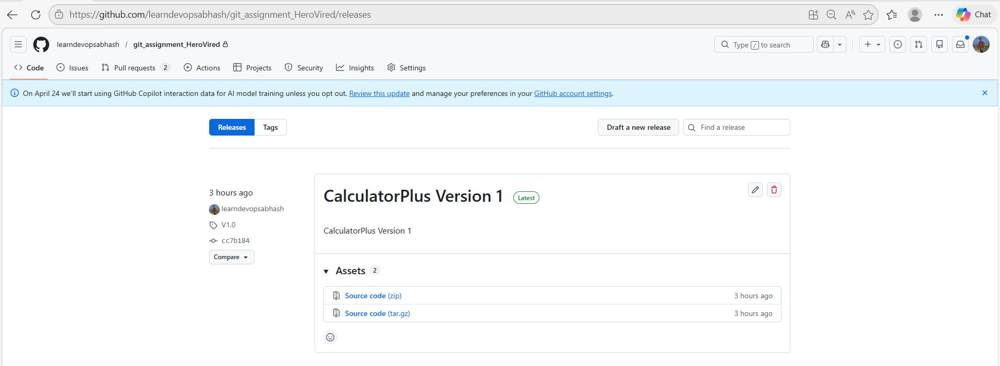 https://github.com/learndevopsabhash/git_assignment_HeroVired/releases
Chat
learndevopsabhash / git_assignment_HeroVired
Type / to search
Code Issues Pull requests 2 Actions Projects Security Insights Settings
On April 24 we'll start using GitHub Copilot interaction data for AI model training unless you opt out. Review this update and manage your preferences in your GitHub account settings.
Releases Tags
Draft a new release
Find a release
3 hours ago
learndevopsabhash
V1.0
cc7b184
Compare
CalculatorPlus Version 1 Latest
CalculatorPlus Version 1
Assets 2
Source code (zip) 3 hours ago
Source code (tar.gz) 3 hours ago